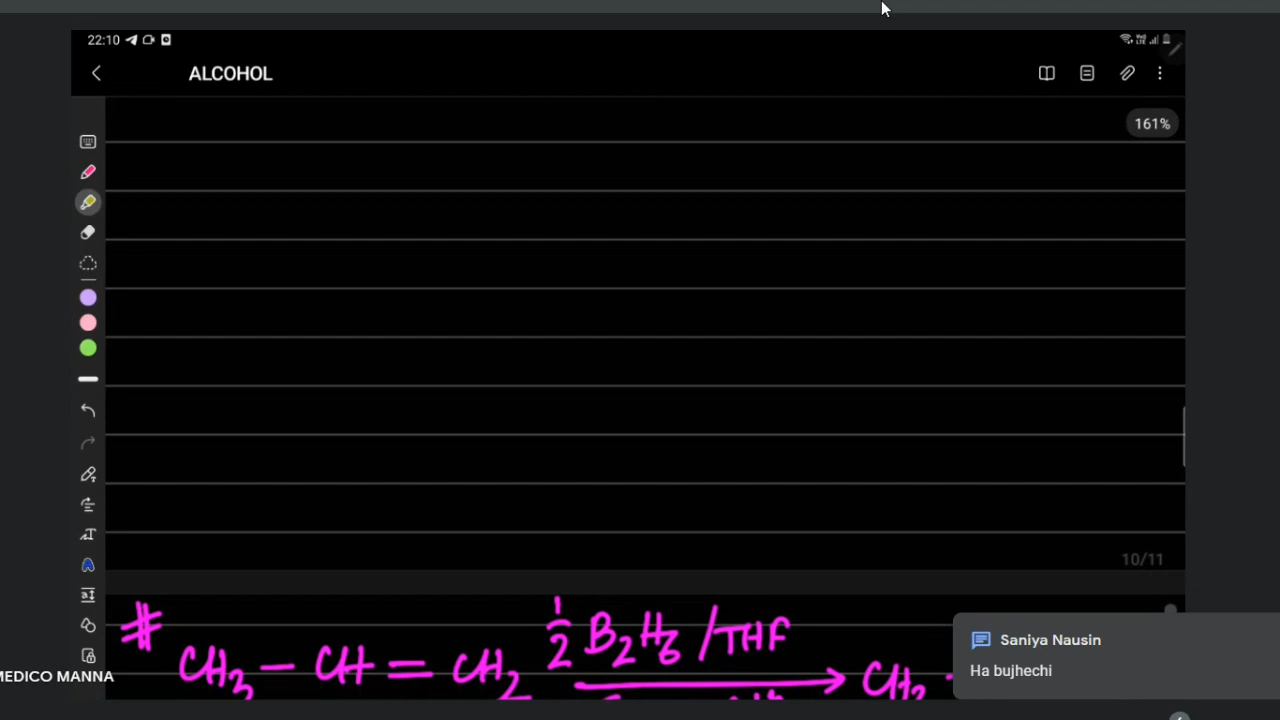 22:10
ALCOHOL
161%
10/11
# CH3 - CH = CH2 1/2 B2H6 /THF → CH2 -
Saniya Nausin
Ha bujhechi
MEDICO MANNA